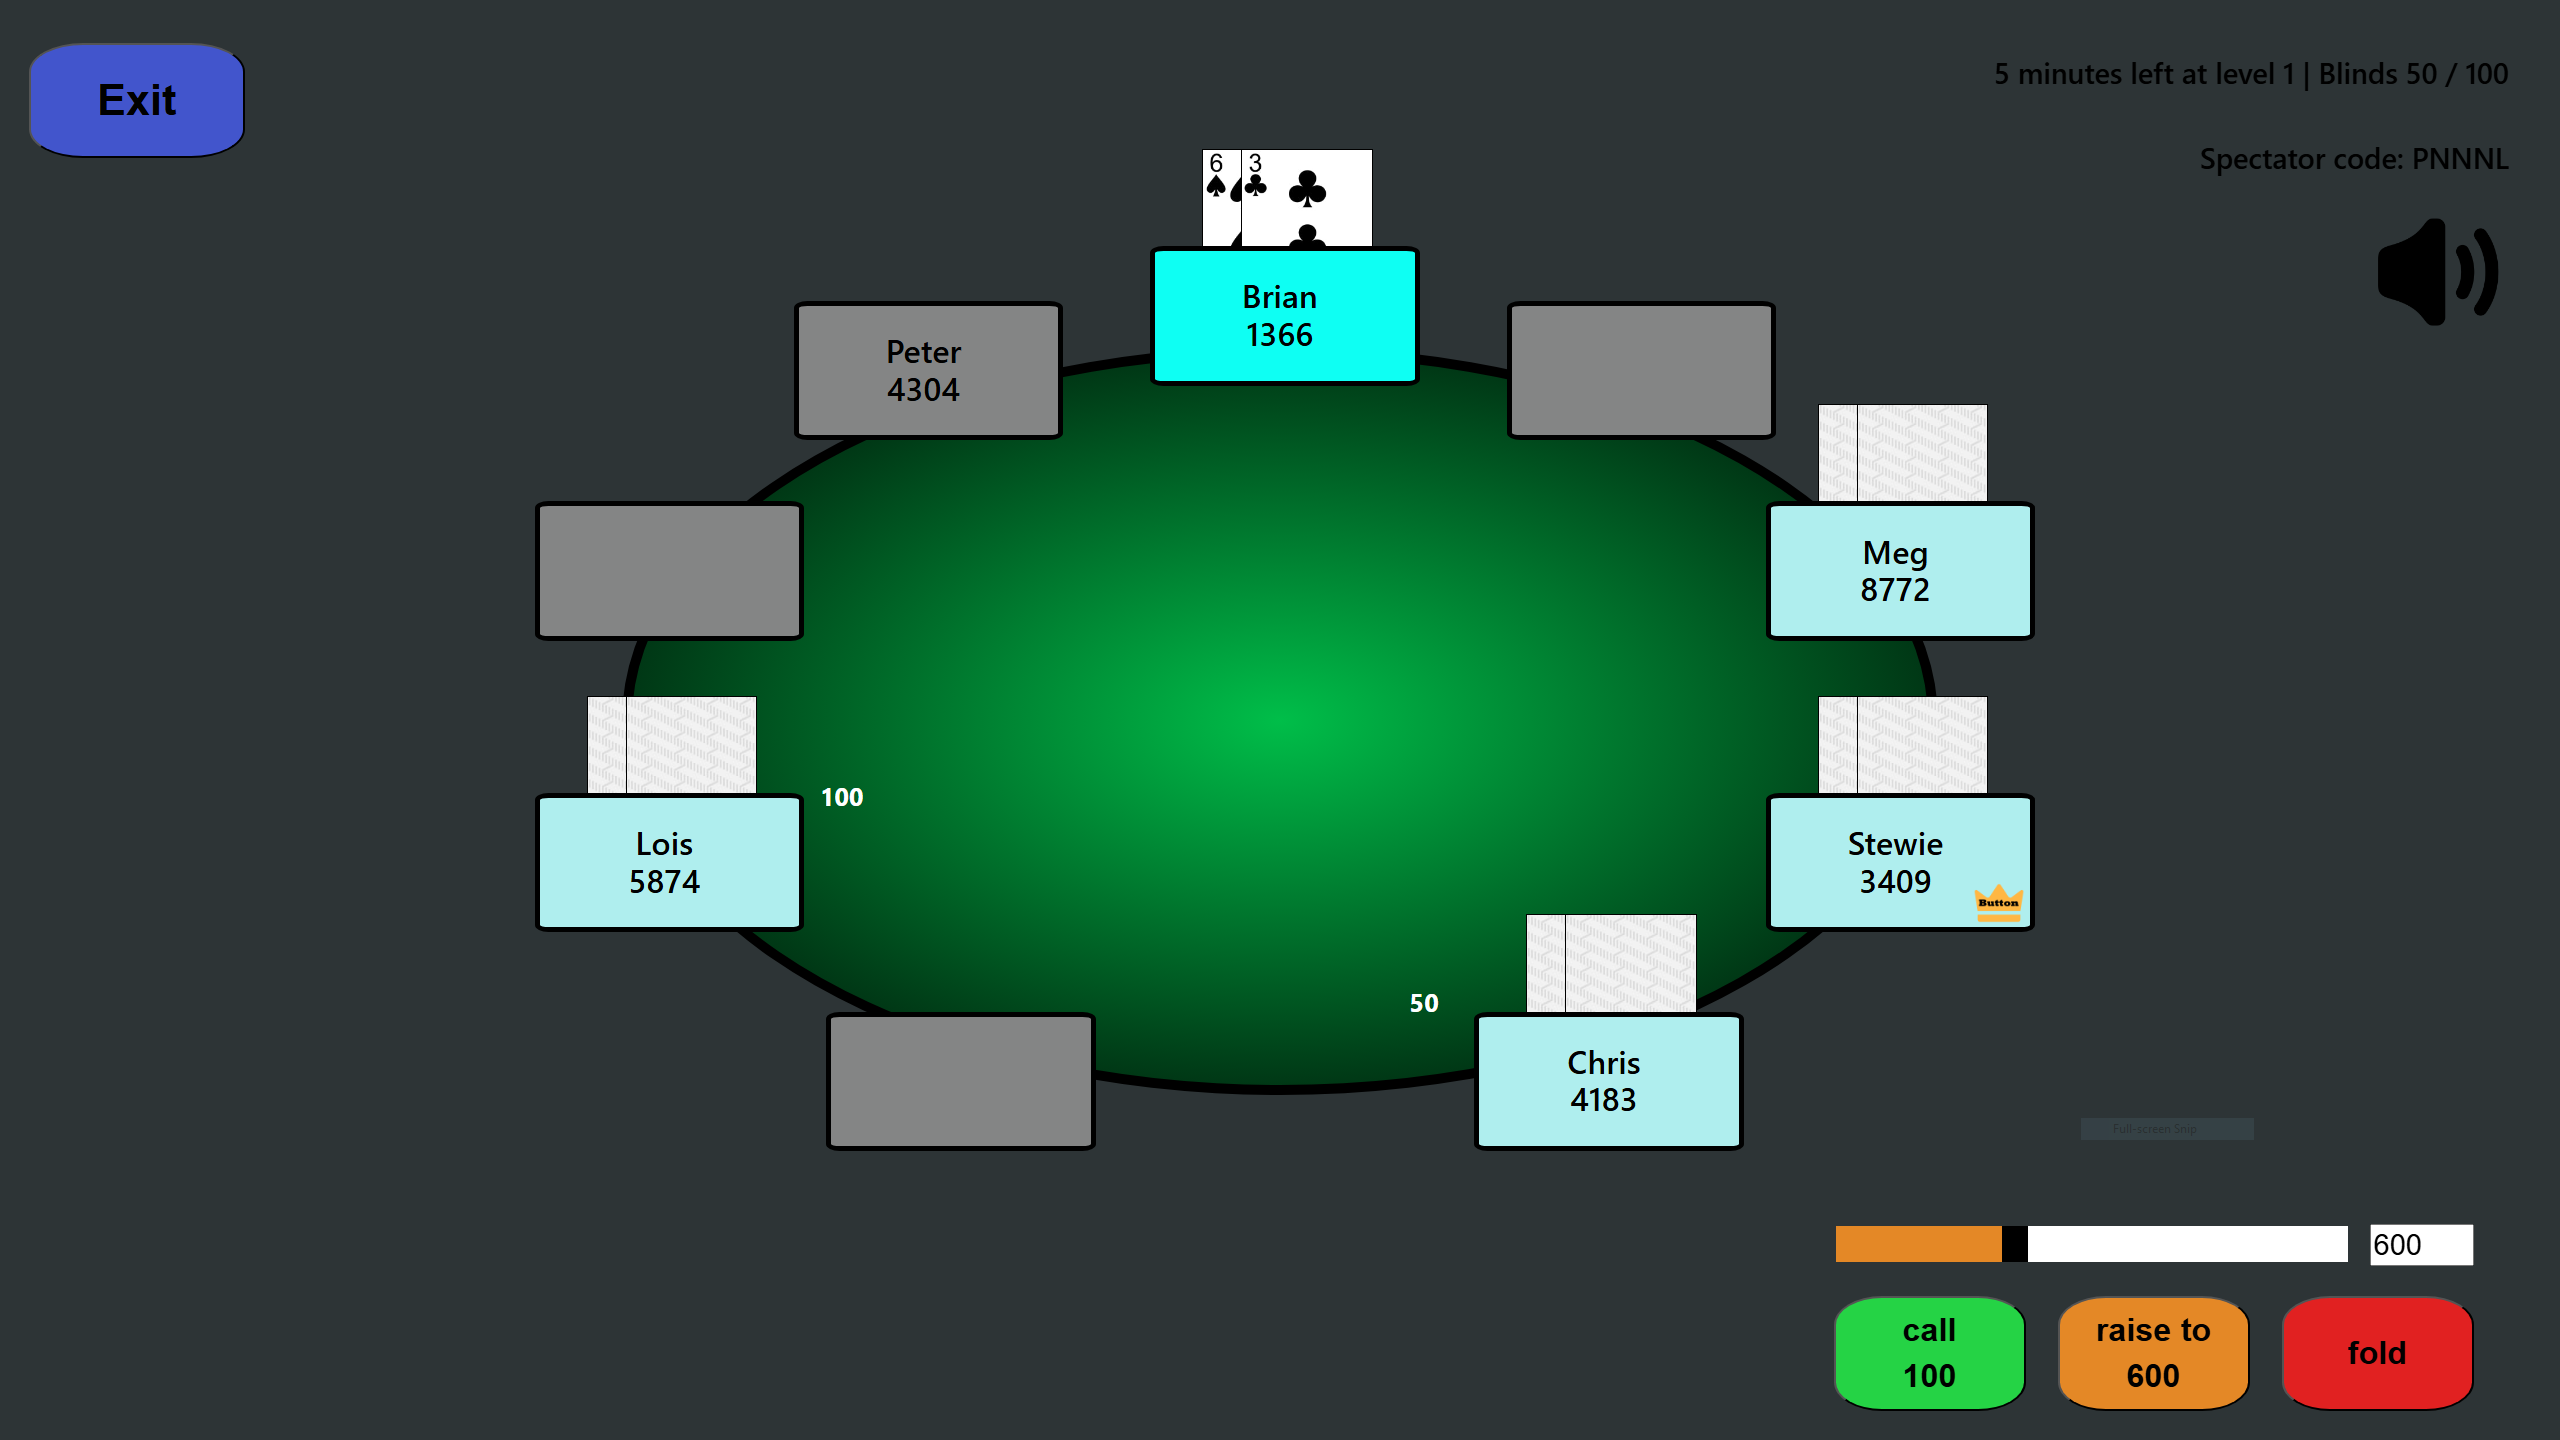 Exit
5 minutes left at level 1 | Blinds 50 / 100
Spectator code: PNNNL
6
3
Brian
1366
Peter
4304
Meg
8772
Lois
5874
100
Stewie
3409
Button
50
Chris
4183
Full-screen Snip
600
call
100
raise to
600
fold